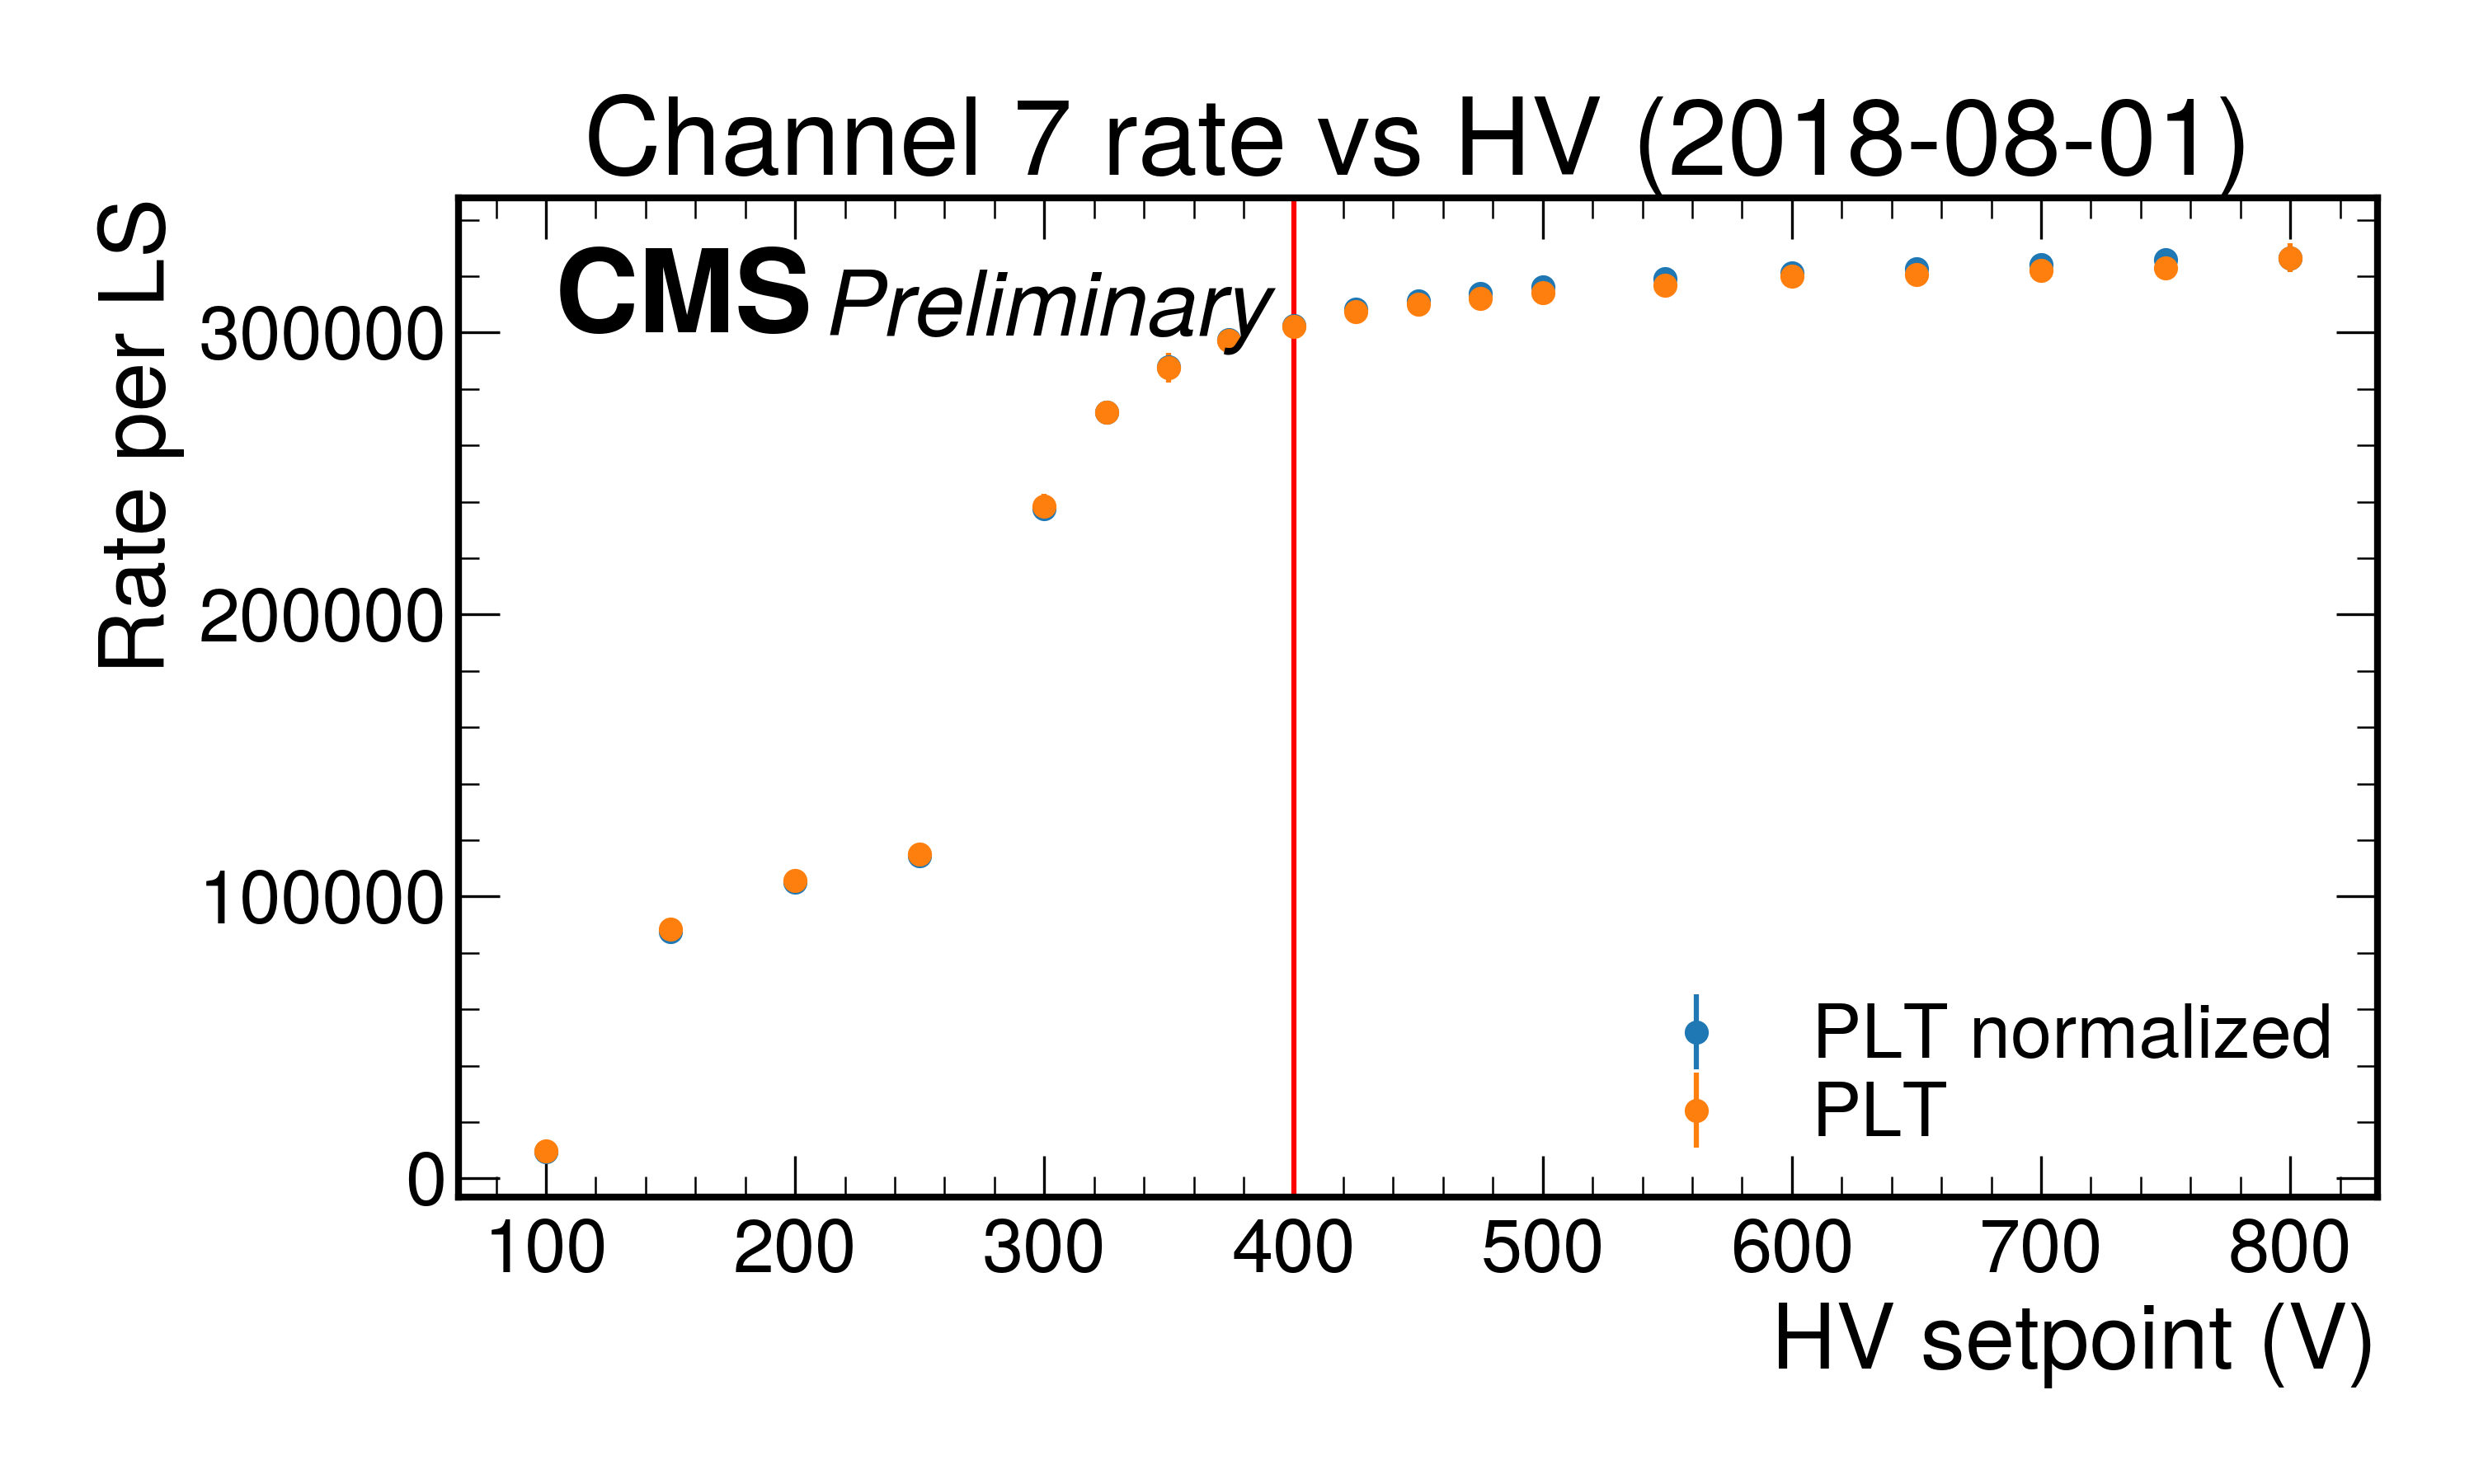 Channel 7 rate vs HV (2018-08-01)
CMS Preliminary
Rate per LS
300000
200000
100000
0
PLT normalized
PLT
100 200 300 400 500 600 700 800
HV setpoint (V)